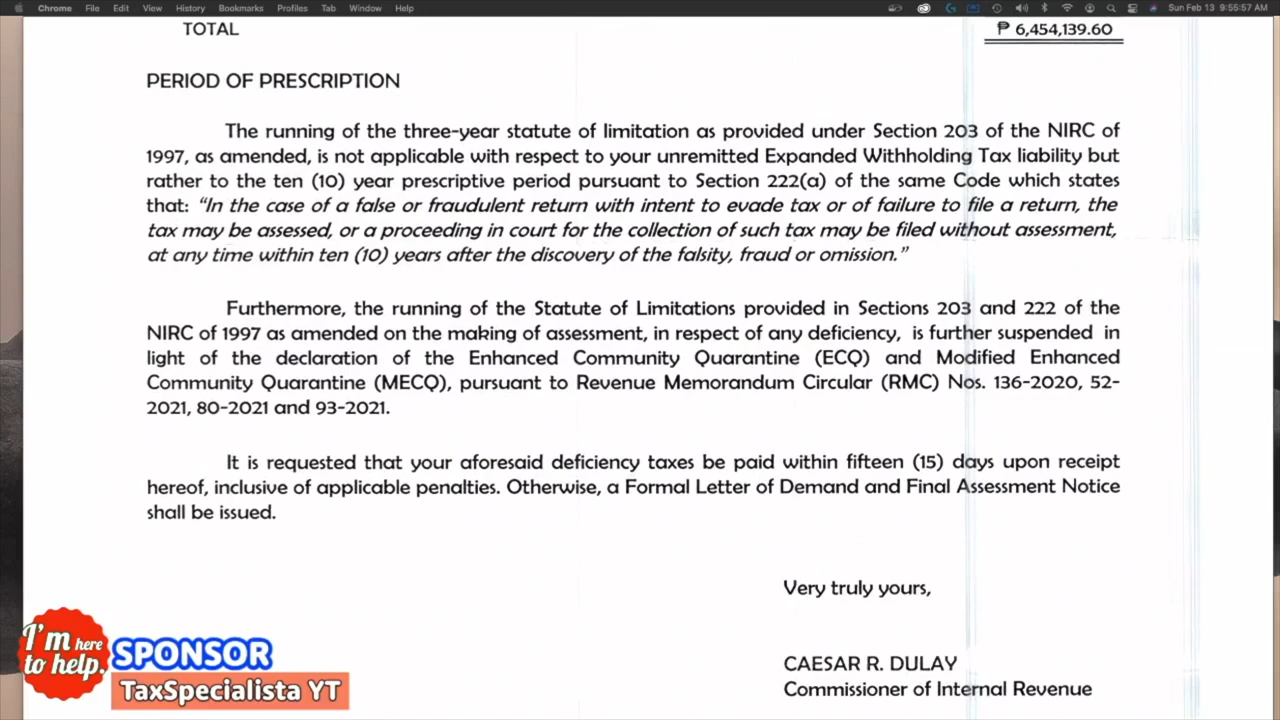 Chrome File Edit View History Bookmarks Profiles Tab Window Help Sun Feb 13 9:55:57 AM
TOTAL ₱ 6,454,139.60
PERIOD OF PRESCRIPTION
The running of the three-year statute of limitation as provided under Section 203 of the NIRC of
1997, as amended, is not applicable with respect to your unremitted Expanded Withholding Tax liability but
rather to the ten (10) year prescriptive period pursuant to Section 222(a) of the same Code which states
that: “In the case of a false or fraudulent return with intent to evade tax or of failure to file a return, the
tax may be assessed, or a proceeding in court for the collection of such tax may be filed without assessment,
at any time within ten (10) years after the discovery of the falsity, fraud or omission.”
Furthermore, the running of the Statute of Limitations provided in Sections 203 and 222 of the
NIRC of 1997 as amended on the making of assessment, in respect of any deficiency, is further suspended in
light of the declaration of the Enhanced Community Quarantine (ECQ) and Modified Enhanced
Community Quarantine (MECQ), pursuant to Revenue Memorandum Circular (RMC) Nos. 136-2020, 52-
2021, 80-2021 and 93-2021.
It is requested that your aforesaid deficiency taxes be paid within fifteen (15) days upon receipt
hereof, inclusive of applicable penalties. Otherwise, a Formal Letter of Demand and Final Assessment Notice
shall be issued.
Very truly yours,
CAESAR R. DULAY
Commissioner of Internal Revenue
I'm here
to help.
SPONSOR
TaxSpecialista YT